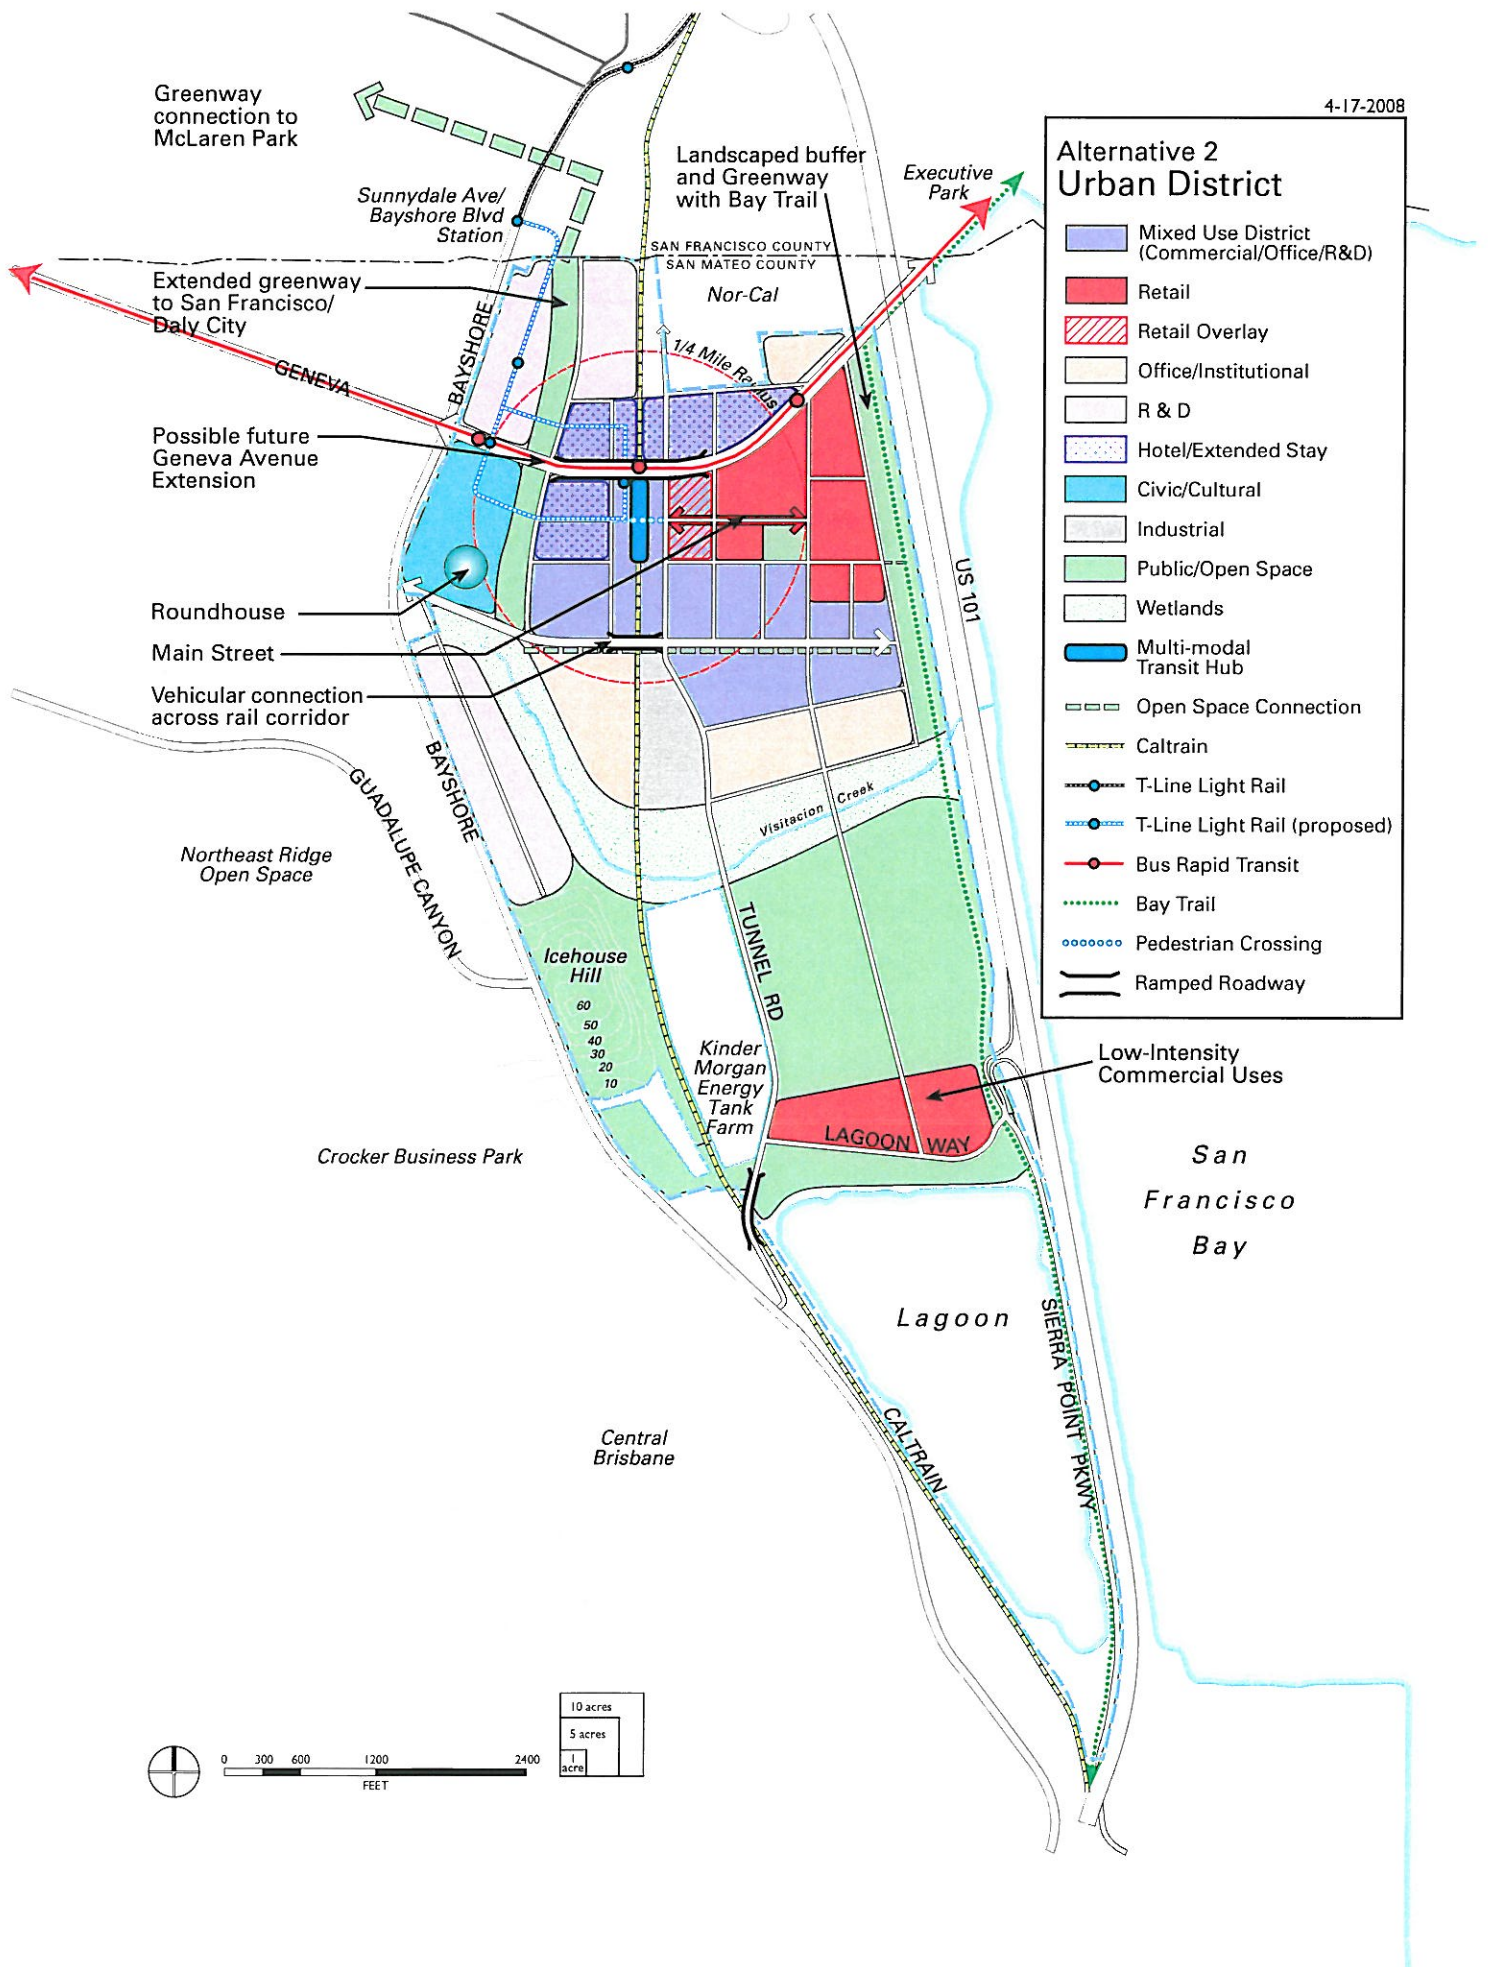 4-17-2008
Greenway
connection to
McLaren Park
Landscaped buffer
and Greenway
with Bay Trail
Executive
Park
Sunnydale Ave/
Bayshore Blvd
Station
SAN FRANCISCO COUNTY
SAN MATEO COUNTY
Nor-Cal
Extended greenway
to San Francisco/
Daly City
BAYSHORE
GENEVA
1/4 Mile Radius
Possible future
Geneva Avenue
Extension
US 101
Roundhouse
Main Street
Vehicular connection
across rail corridor
BAYSHORE
GUADALUPE CANYON
Visitacion Creek
Northeast Ridge
Open Space
TUNNEL RD
Icehouse
Hill
60
50
40
30
20
10
Kinder
Morgan
Energy
Tank
Farm
Low-Intensity
Commercial Uses
LAGOON WAY
Crocker Business Park
San
Francisco
Bay
Lagoon
SIERRA POINT PKWY
CALTRAIN
Central
Brisbane
Alternative 2
Urban District
Mixed Use District
(Commercial/Office/R&D)
Retail
Retail Overlay
Office/Institutional
R & D
Hotel/Extended Stay
Civic/Cultural
Industrial
Public/Open Space
Wetlands
Multi-modal
Transit Hub
Open Space Connection
Caltrain
T-Line Light Rail
T-Line Light Rail (proposed)
Bus Rapid Transit
Bay Trail
Pedestrian Crossing
Ramped Roadway
0 300 600 1200 2400
FEET
10 acres
5 acres
1
acre